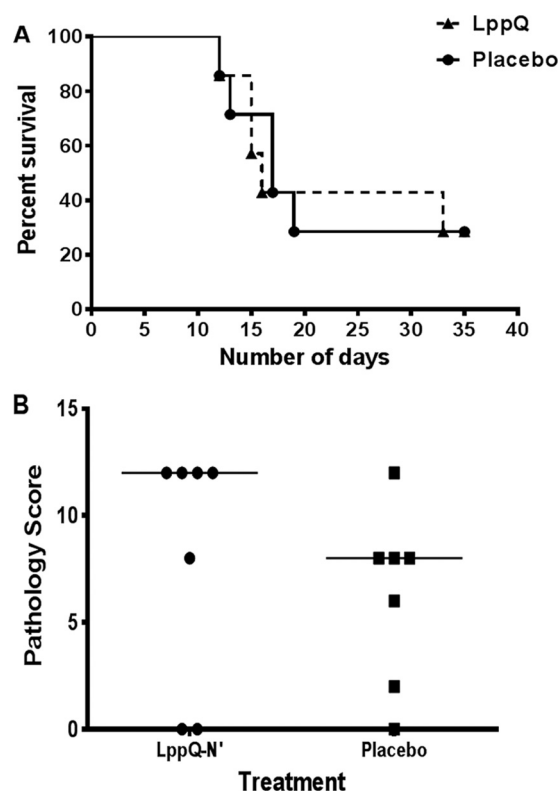 A
LppQ
Placebo
100
80
60
40
20
0
Percent survival
0 5 10 15 20 25 30 35 40
Number of days
B
15
10
5
0
Pathology Score
LppQ-N' Placebo
Treatment